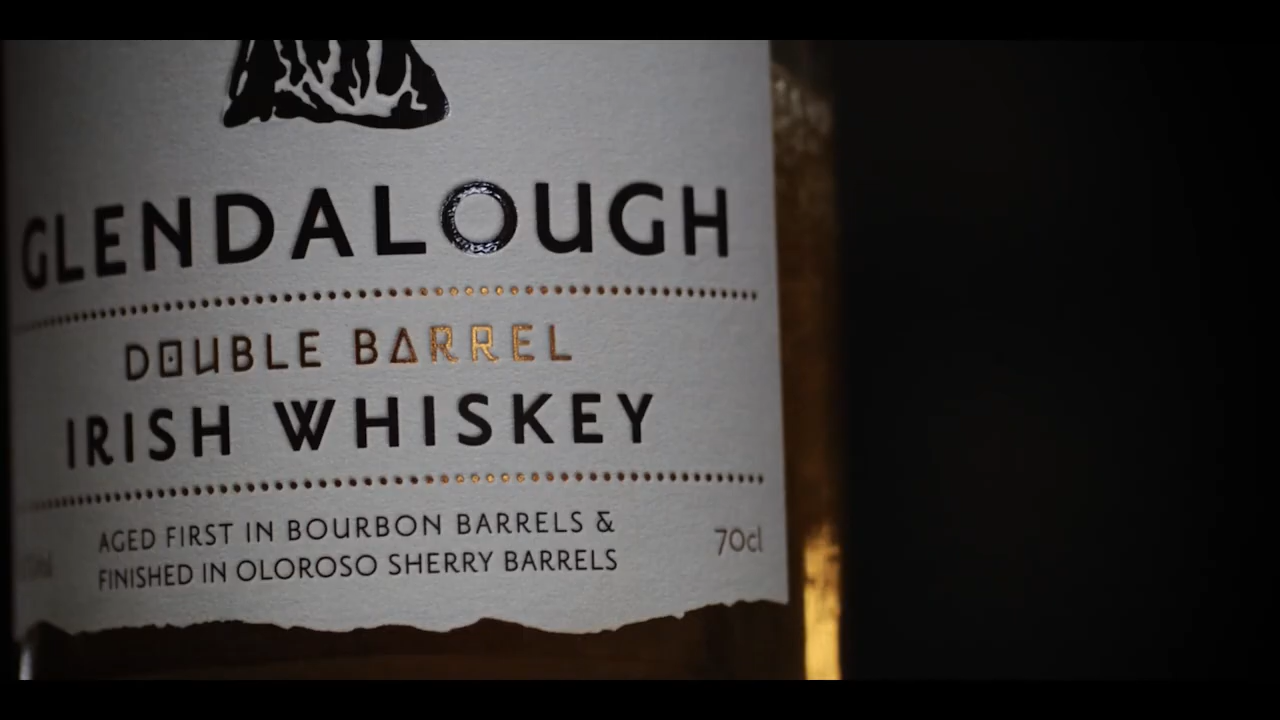 GLENDALOUGH
DOUBLE BARREL
IRISH WHISKEY
AGED FIRST IN BOURBON BARRELS &
FINISHED IN OLOROSO SHERRY BARRELS
70cl